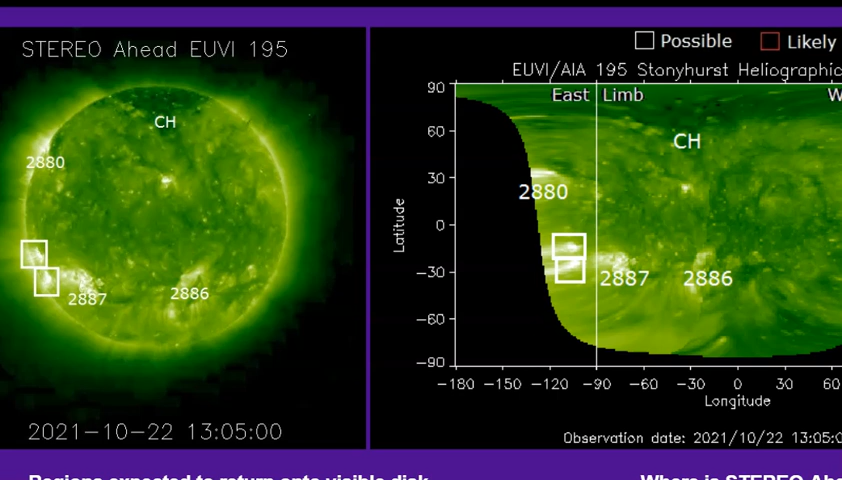 STEREO Ahead EUVI 195
CH
2880
2887
2886
2021-10-22 13:05:00
Possible
Likely
EUVI/AIA 195 Stonyhurst Heliographic
East Limb
W
CH
2880
2887
2886
Latitude
90
60
30
0
-30
-60
-90
-180 -150 -120 -90 -60 -30 0 30 60
Longitude
Observation date: 2021/10/22 13:05:0
Regions expected to return onto visible disk
Where is STEREO Ahe